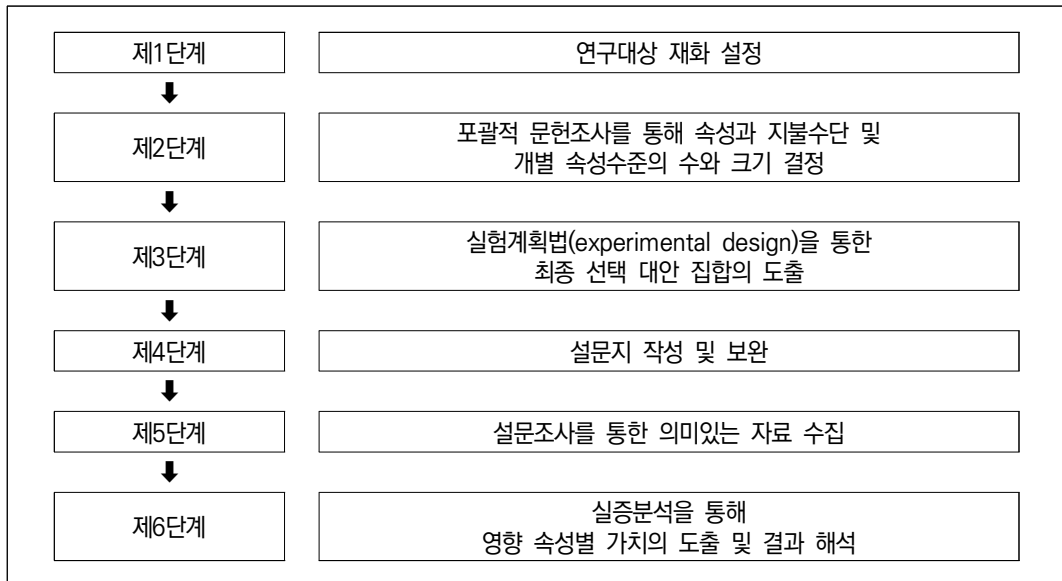 제1단계
연구대상 재화 설정
제2단계
포괄적 문헌조사를 통해 속성과 지불수단 및
개별 속성수준의 수와 크기 결정
제3단계
실험계획법(experimental design)을 통한
최종 선택 대안 집합의 도출
제4단계
설문지 작성 및 보완
제5단계
설문조사를 통한 의미있는 자료 수집
제6단계
실증분석을 통해
영향 속성별 가치의 도출 및 결과 해석